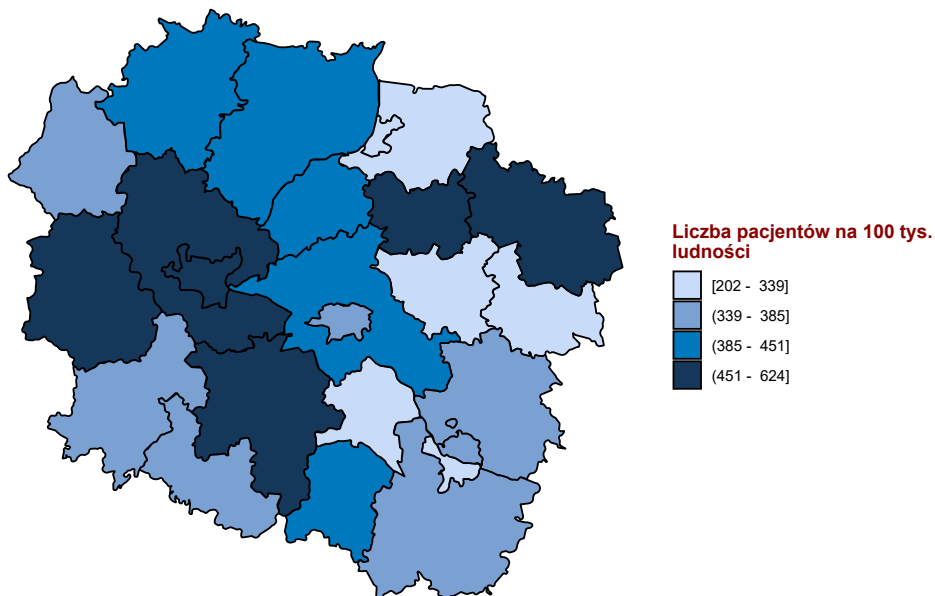 Liczba pacjentów na 100 tys.
ludności
[202 - 339]
(339 - 385]
(385 - 451]
(451 - 624]